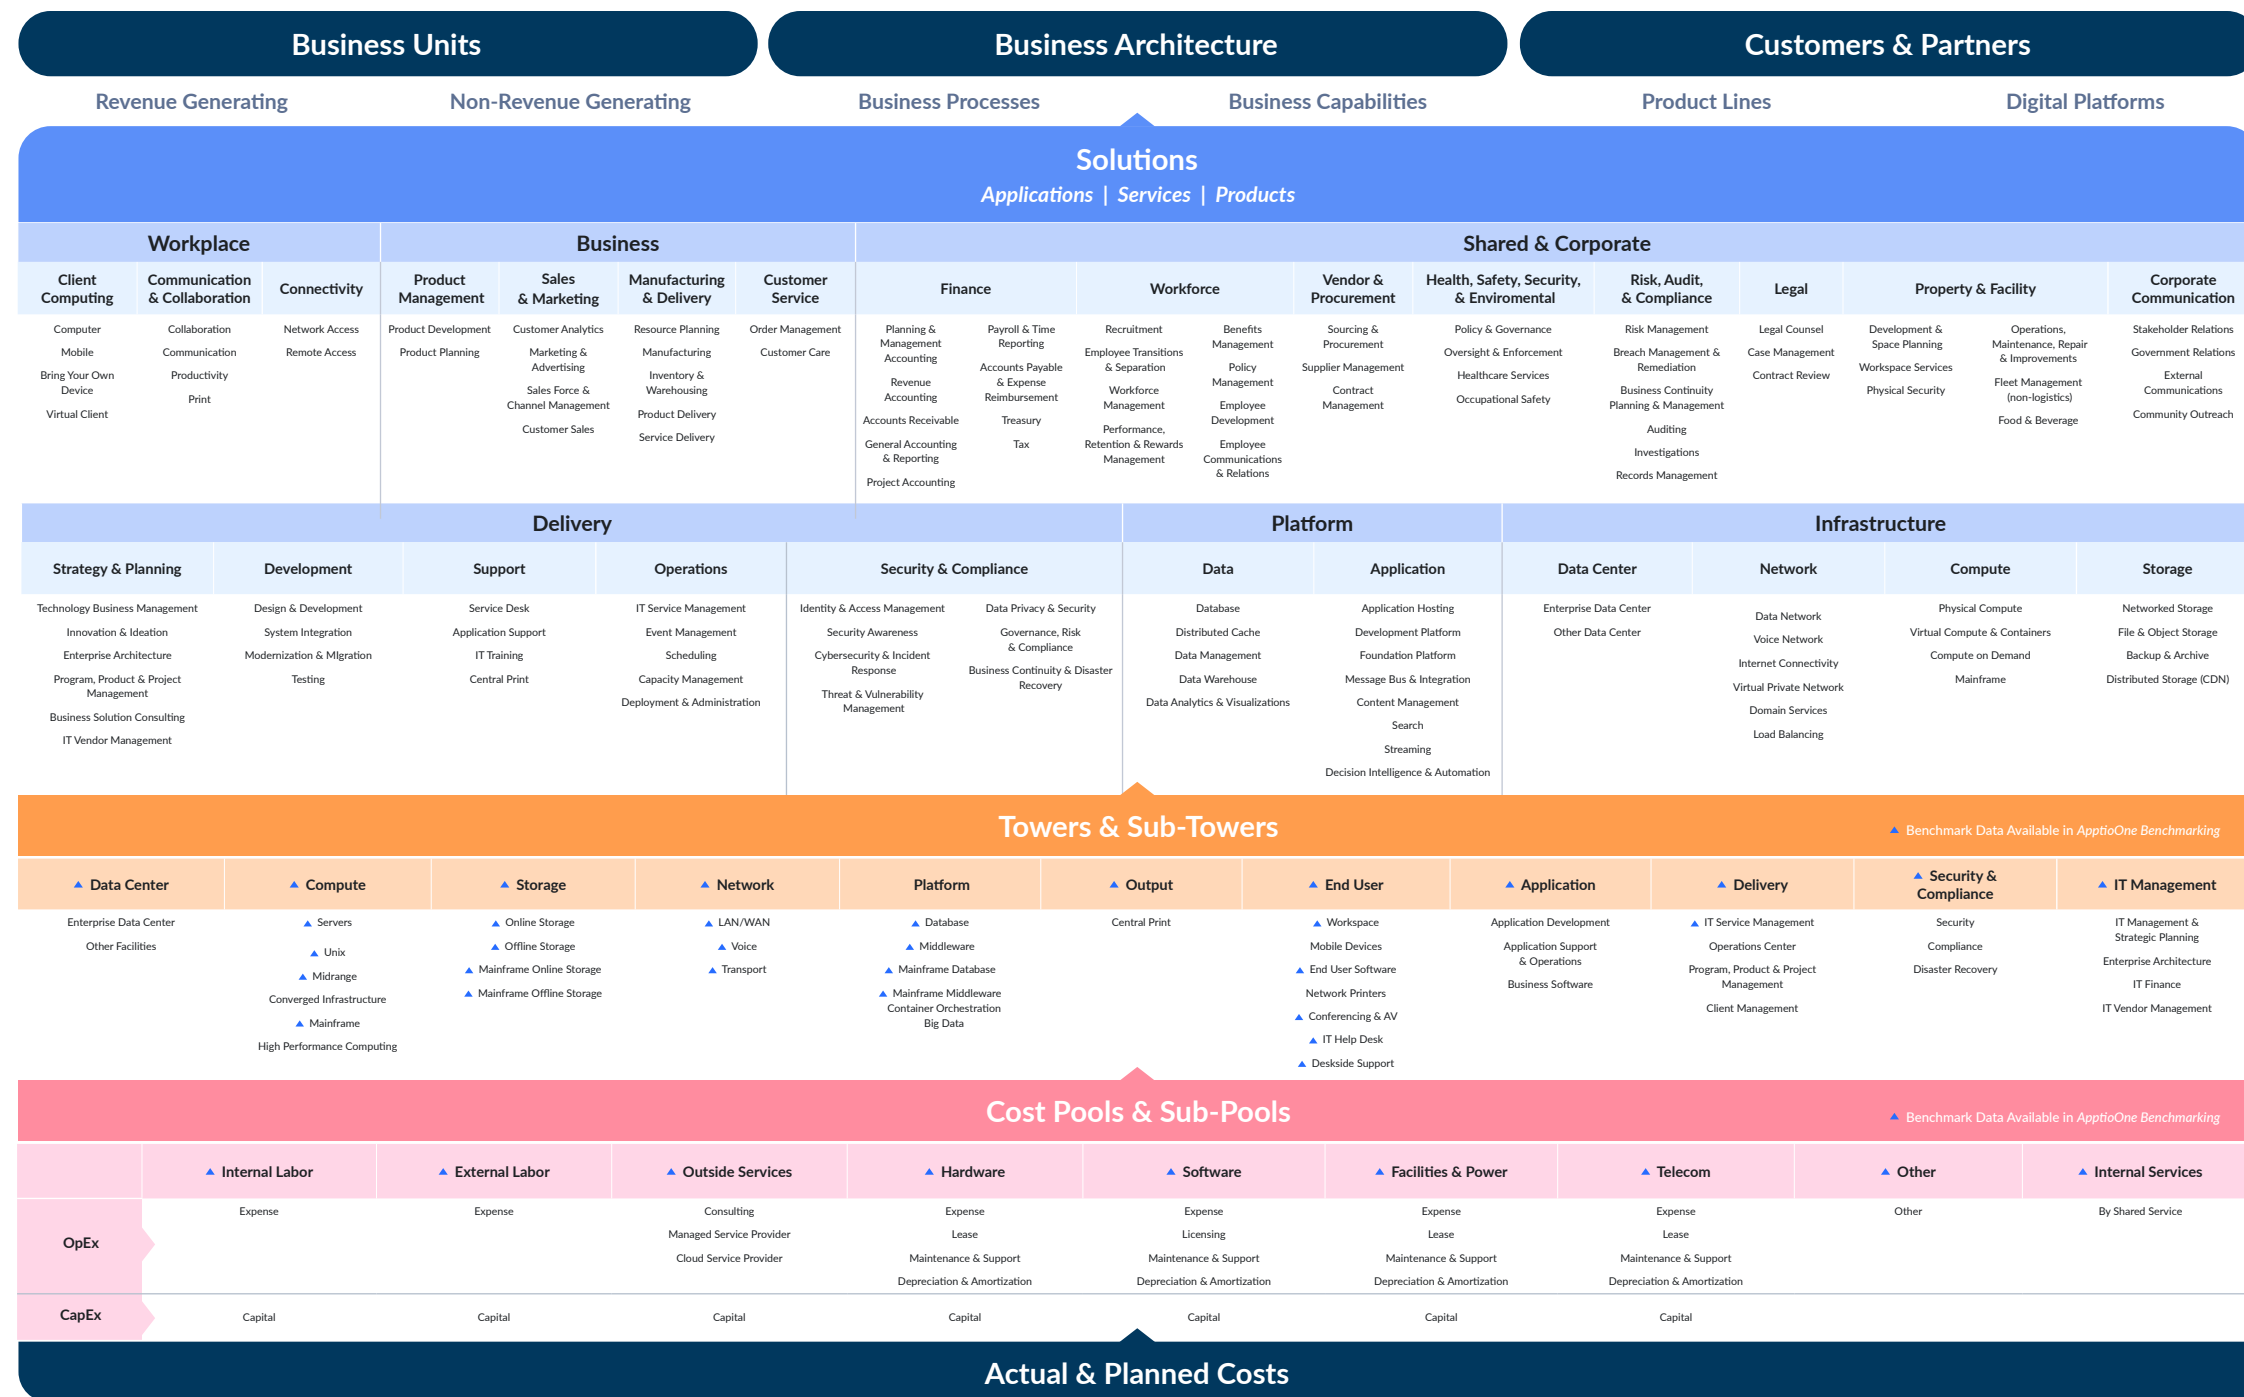 Business Units
Business Architecture
Customers & Partners
Revenue Generating
Non-Revenue Generating
Business Processes
Business Capabilities
Product Lines
Digital Platforms
Solutions
Applications | Services | Products
Workplace
Business
Shared & Corporate
Client
Computing
Communication
& Collaboration
Connectivity
Product
Management
Sales
& Marketing
Manufacturing
& Delivery
Customer
Service
Finance
Workforce
Vendor &
Procurement
Health, Safety, Security,
& Enviromental
Risk, Audit,
& Compliance
Legal
Property & Facility
Corporate
Communication
Computer
Mobile
Bring Your Own
Device
Virtual Client
Collaboration
Communication
Productivity
Print
Network Access
Remote Access
Product Development
Product Planning
Customer Analytics
Marketing &
Advertising
Sales Force &
Channel Management
Customer Sales
Resource Planning
Manufacturing
Inventory &
Warehousing
Product Delivery
Service Delivery
Order Management
Customer Care
Planning &
Management
Accounting
Revenue
Accounting
Accounts Receivable
General Accounting
& Reporting
Project Accounting
Payroll & Time
Reporting
Accounts Payable
& Expense
Reimbursement
Treasury
Tax
Recruitment
Employee Transitions
& Separation
Workforce
Management
Performance,
Retention & Rewards
Management
Benefits
Management
Policy
Management
Employee
Development
Employee
Communications
& Relations
Sourcing &
Procurement
Supplier Management
Contract
Management
Policy & Governance
Oversight & Enforcement
Healthcare Services
Occupational Safety
Risk Management
Breach Management &
Remediation
Business Continuity
Planning & Management
Auditing
Investigations
Records Management
Legal Counsel
Case Management
Contract Review
Development &
Space Planning
Workspace Services
Physical Security
Operations,
Maintenance, Repair
& Improvements
Fleet Management
(non-logistics)
Food & Beverage
Stakeholder Relations
Government Relations
External
Communications
Community Outreach
Delivery
Platform
Infrastructure
Strategy & Planning
Development
Support
Operations
Security & Compliance
Data
Application
Data Center
Network
Compute
Storage
Technology Business Management
Innovation & Ideation
Enterprise Architecture
Program, Product & Project
Management
Business Solution Consulting
IT Vendor Management
Design & Development
System Integration
Modernization & MIgration
Testing
Service Desk
Application Support
IT Training
Central Print
IT Service Management
Event Management
Scheduling
Capacity Management
Deployment & Administration
Identity & Access Management
Security Awareness
Cybersecurity & Incident
Response
Threat & Vulnerability
Management
Data Privacy & Security
Governance, Risk
& Compliance
Business Continuity & Disaster
Recovery
Database
Distributed Cache
Data Management
Data Warehouse
Data Analytics & Visualizations
Application Hosting
Development Platform
Foundation Platform
Message Bus & Integration
Content Management
Search
Streaming
Decision Intelligence & Automation
Enterprise Data Center
Other Data Center
Data Network
Voice Network
Internet Connectivity
Virtual Private Network
Domain Services
Load Balancing
Physical Compute
Virtual Compute & Containers
Compute on Demand
Mainframe
Networked Storage
File & Object Storage
Backup & Archive
Distributed Storage (CDN)
Towers & Sub-Towers
Benchmark Data Available in ApptioOne Benchmarking
Data Center
Compute
Storage
Network
Platform
Output
End User
Application
Delivery
Security &
Compliance
IT Management
Enterprise Data Center
Other Facilities
Servers
Unix
Midrange
Converged Infrastructure
Mainframe
High Performance Computing
Online Storage
Offline Storage
Mainframe Online Storage
Mainframe Offline Storage
LAN/WAN
Voice
Transport
Database
Middleware
Mainframe Database
Mainframe Middleware
Container Orchestration
Big Data
Central Print
Workspace
Mobile Devices
End User Software
Network Printers
Conferencing & AV
IT Help Desk
Deskside Support
Application Development
Application Support
& Operations
Business Software
IT Service Management
Operations Center
Program, Product & Project
Management
Client Management
Security
Compliance
Disaster Recovery
IT Management &
Strategic Planning
Enterprise Architecture
IT Finance
IT Vendor Management
Cost Pools & Sub-Pools
Benchmark Data Available in ApptioOne Benchmarking
Internal Labor
External Labor
Outside Services
Hardware
Software
Facilities & Power
Telecom
Other
Internal Services
OpEx
Expense
Expense
Consulting
Managed Service Provider
Cloud Service Provider
Expense
Lease
Maintenance & Support
Depreciation & Amortization
Expense
Licensing
Maintenance & Support
Depreciation & Amortization
Expense
Lease
Maintenance & Support
Depreciation & Amortization
Expense
Lease
Maintenance & Support
Depreciation & Amortization
Other
By Shared Service
CapEx
Capital
Capital
Capital
Capital
Capital
Capital
Capital
Actual & Planned Costs